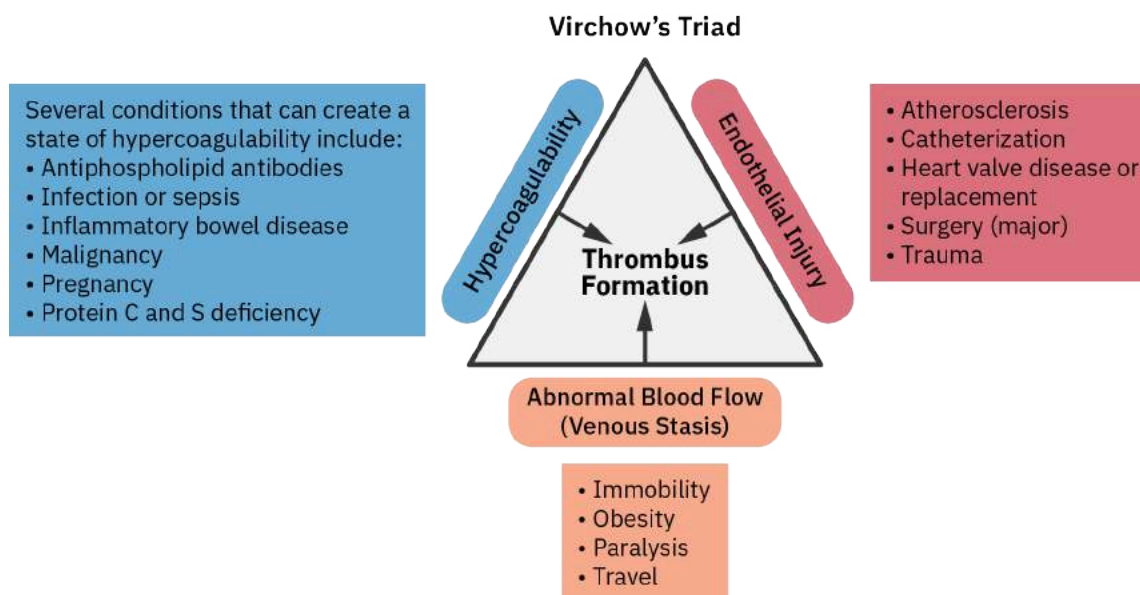 Virchow's Triad
Several conditions that can create a
state of hypercoagulability include:
• Antiphospholipid antibodies
• Infection or sepsis
• Inflammatory bowel disease
• Malignancy
• Pregnancy
• Protein C and S deficiency
Hypercoagulability
Endothelial Injury
• Atherosclerosis
• Catheterization
• Heart valve disease or
replacement
• Surgery (major)
• Trauma
Thrombus
Formation
Abnormal Blood Flow
(Venous Stasis)
• Immobility
• Obesity
• Paralysis
• Travel